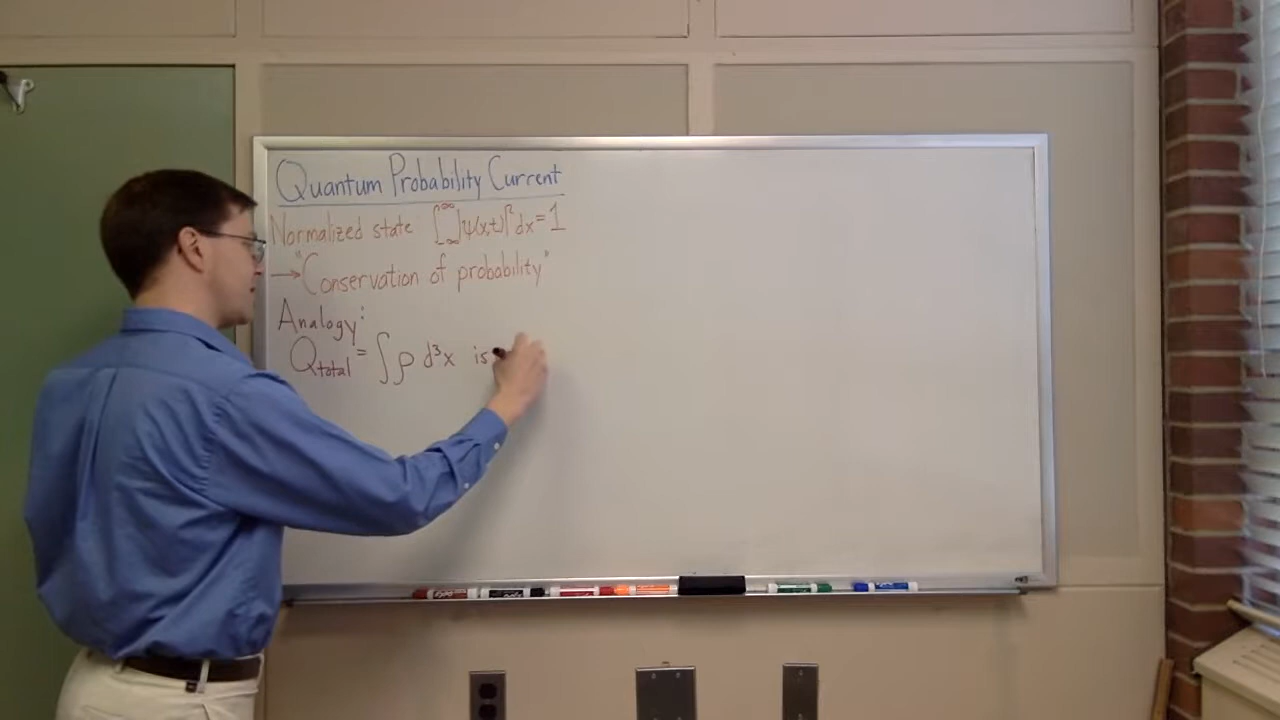 Quantum Probability Current
Normalized state ∫_{-∞}^{∞} |ψ(x,t)|² dx = 1
→ "Conservation of probability"
Analogy:
Q_total = ∫ρ d³x is